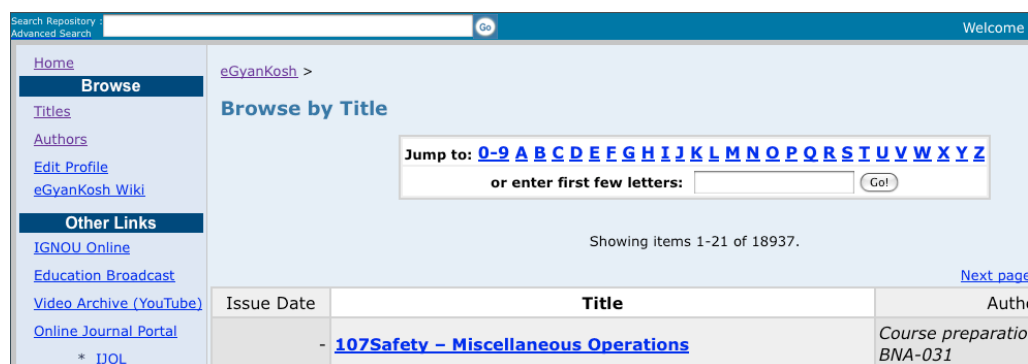 Search Repository :
Advanced Search
Go
Welcome
Home
Browse
Titles
Authors
Edit Profile
eGyanKosh Wiki
Other Links
IGNOU Online
Education Broadcast
Video Archive (YouTube)
Online Journal Portal
* IJOL
eGyanKosh >
Browse by Title
Jump to: 0-9 A B C D E F G H I J K L M N O P Q R S T U V W X Y Z
or enter first few letters: Go!
Showing items 1-21 of 18937.
Next page
Issue Date Title
- 107Safety – Miscellaneous Operations
Course
BNA-031